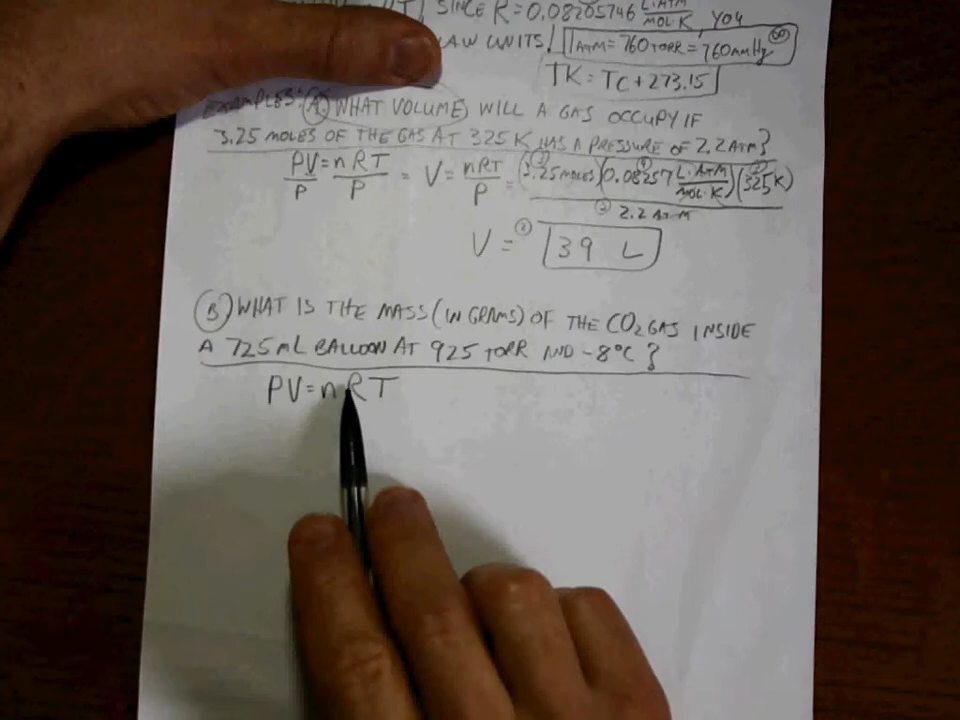 SINCE R = 0.08205746 L·ATM/MOL·K, YOU
LAW UNITS! 1 ATM = 760 TORR = 760 mmHg
TK = TC + 273.15
EXAMPLES: (A) WHAT VOLUME WILL A GAS OCCUPY IF
3.25 MOLES OF THE GAS AT 325 K HAS A PRESSURE OF 2.2 ATM?
PV/P = nRT/P = V = nRT/P = (3.25 MOLES)(0.08257 L·ATM/MOL·K)(325K)/2.2 ATM
V = 39 L
(B) WHAT IS THE MASS (IN GRAMS) OF THE CO2 GAS INSIDE
A 725 mL BALLOON AT 925 TORR AND -8°C?
PV = nRT